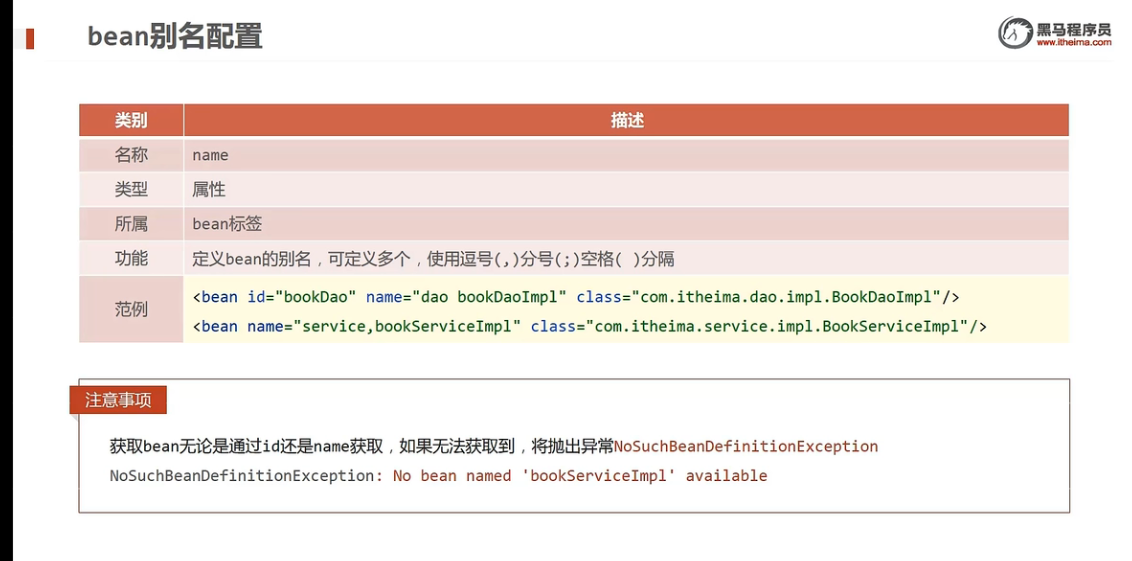 bean别名配置
黑马程序员
www.itheima.com
类别 描述
名称 name
类型 属性
所属 bean标签
功能 定义bean的别名，可定义多个，使用逗号(,)分号(;)空格( )分隔
范例
<bean id="bookDao" name="dao bookDaoImpl" class="com.itheima.dao.impl.BookDaoImpl"/>
<bean name="service,bookServiceImpl" class="com.itheima.service.impl.BookServiceImpl"/>
注意事项
获取bean无论是通过id还是name获取，如果无法获取到，将抛出异常NoSuchBeanDefinitionException
NoSuchBeanDefinitionException: No bean named 'bookServiceImpl' available